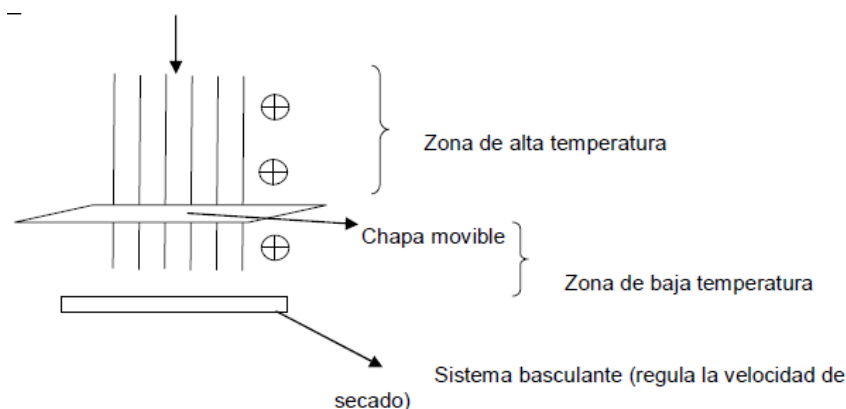 Zona de alta temperatura
Chapa movible
Zona de baja temperatura
Sistema basculante (regula la velocidad de
secado)